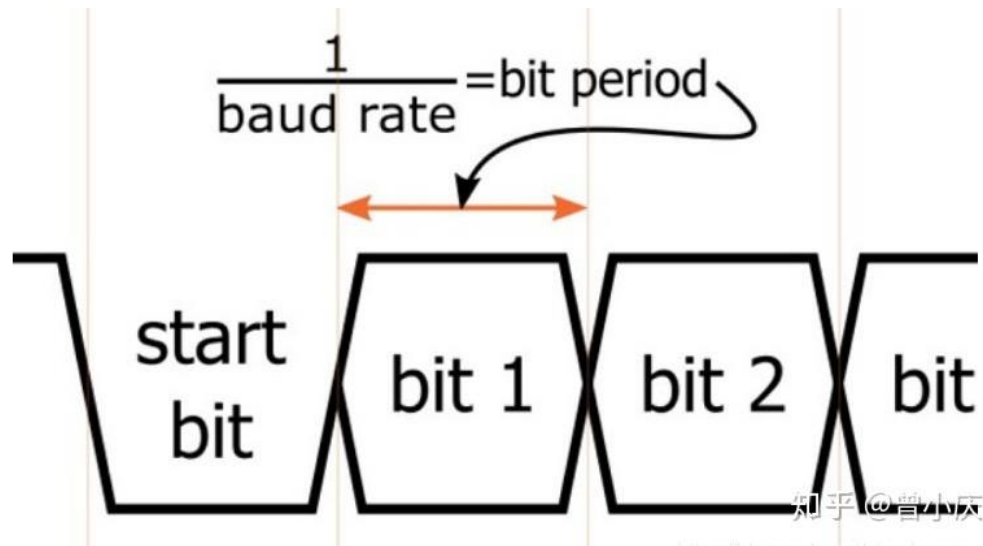 1
baud rate
=bit period
start
bit
bit 1
bit 2
bit
知乎 @曾小庆